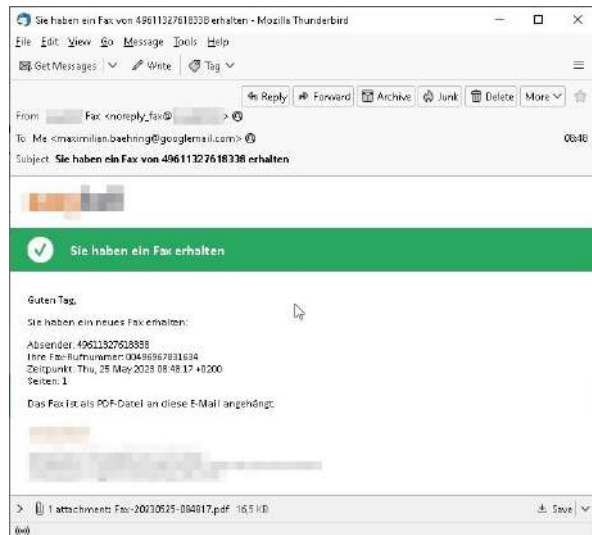 Sie haben ein Fax von 49611327618338 erhalten - Mozilla Thunderbird
File Edit View Go Message Tools Help
Get Messages Write Tag
Reply Forward Archive Junk Delete More
From Fax <noreply_fax@ >
To Me <maximilian.baehring@googlemail.com> 08:48
Subject Sie haben ein Fax von 49611327618338 erhalten
Sie haben ein Fax erhalten
Guten Tag,
Sie haben ein neues Fax erhalten:
Absender: 49611327618338
Ihre Fax-Rufnummer: 00496967831634
Zeitpunkt: Thu, 25 May 2023 08:48:17 +0200
Seiten: 1
Das Fax ist als PDF-Datei an diese E-Mail angehängt.
1 attachment: Fax-20230525-084817.pdf 16,5 KB Save